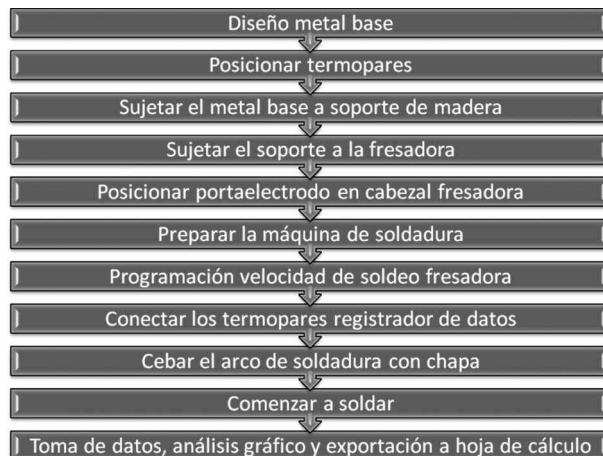 Diseño metal base
Posicionar termopares
Sujetar el metal base a soporte de madera
Sujetar el soporte a la fresadora
Posicionar portaelectrodo en cabezal fresadora
Preparar la máquina de soldadura
Programación velocidad de soldeo fresadora
Conectar los termopares registrador de datos
Cebar el arco de soldadura con chapa
Comenzar a soldar
Toma de datos, análisis gráfico y exportación a hoja de cálculo